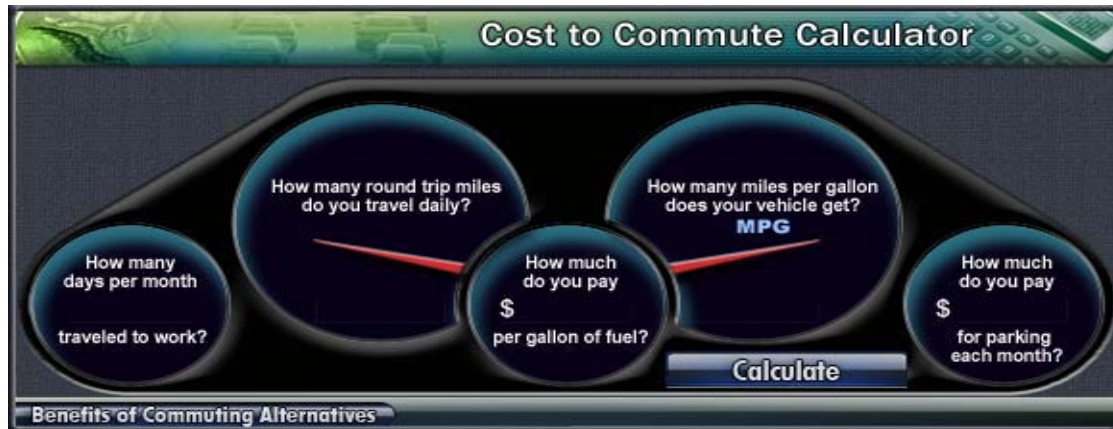 Cost to Commute Calculator
How many
days per month
traveled to work?
How many round trip miles
do you travel daily?
How much
do you pay
$
per gallon of fuel?
How many miles per gallon
does your vehicle get?
MPG
How much
do you pay
$
for parking
each month?
Calculate
Benefits of Commuting Alternatives